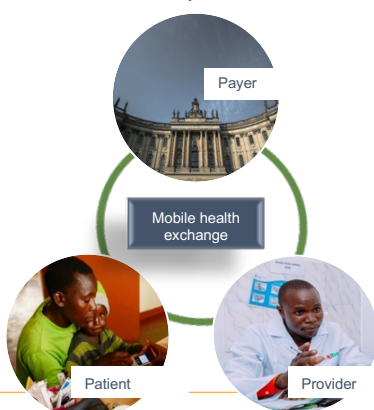 Payer
Mobile health
exchange
Patient
Provider